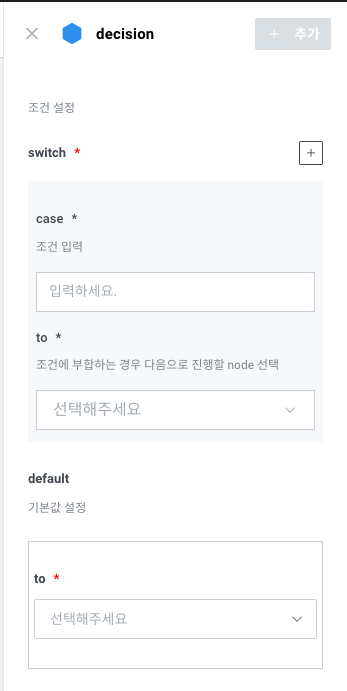 decision
+ 추가
조건 설정
switch *
+
case *
조건 입력
입력하세요.
to *
조건에 부합하는 경우 다음으로 진행할 node 선택
선택해주세요
default
기본값 설정
to *
선택해주세요